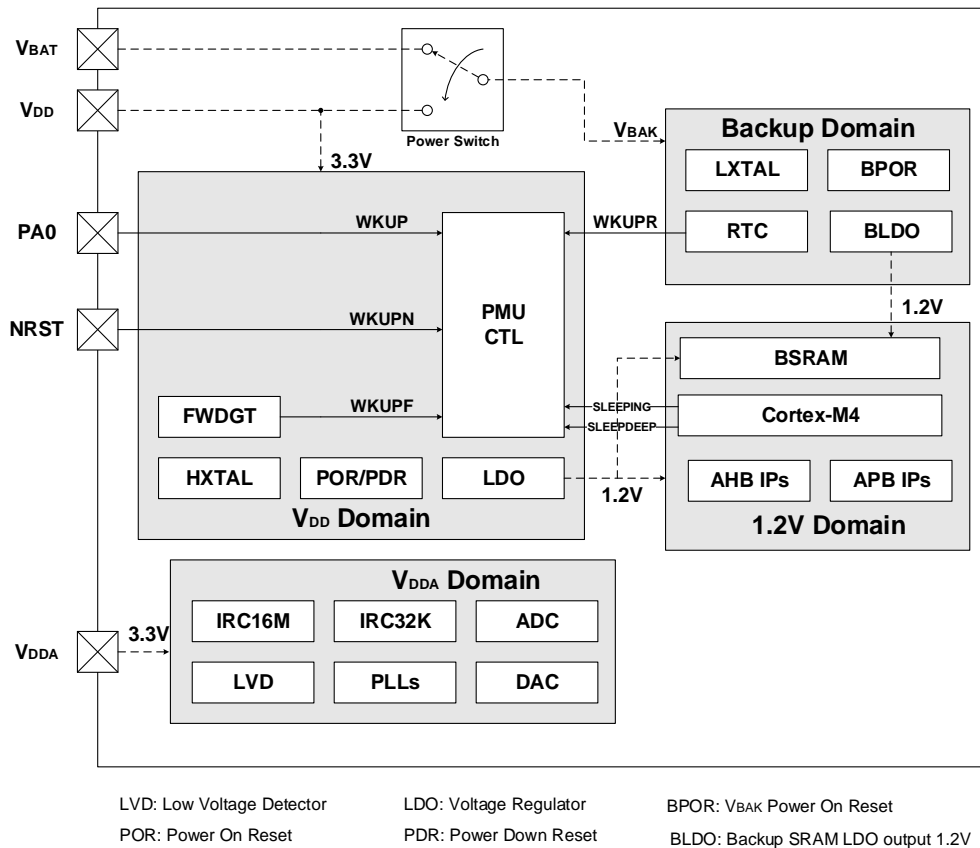 VBAT
VDD
Power Switch
3.3V
VBAK
Backup Domain
LXTAL
BPOR
RTC
BLDO
PA0
WKUP
WKUPR
NRST
WKUPN
PMU
CTL
1.2V
BSRAM
FWDGT
WKUPF
SLEEPING
SLEEPDEEP
Cortex-M4
HXTAL
POR/PDR
LDO
1.2V
AHB IPs
APB IPs
VDD Domain
1.2V Domain
VDDA Domain
IRC16M
IRC32K
ADC
VDDA
3.3V
LVD
PLLs
DAC
LVD: Low Voltage Detector
LDO: Voltage Regulator
BPOR: VBAK Power On Reset
POR: Power On Reset
PDR: Power Down Reset
BLDO: Backup SRAM LDO output 1.2V